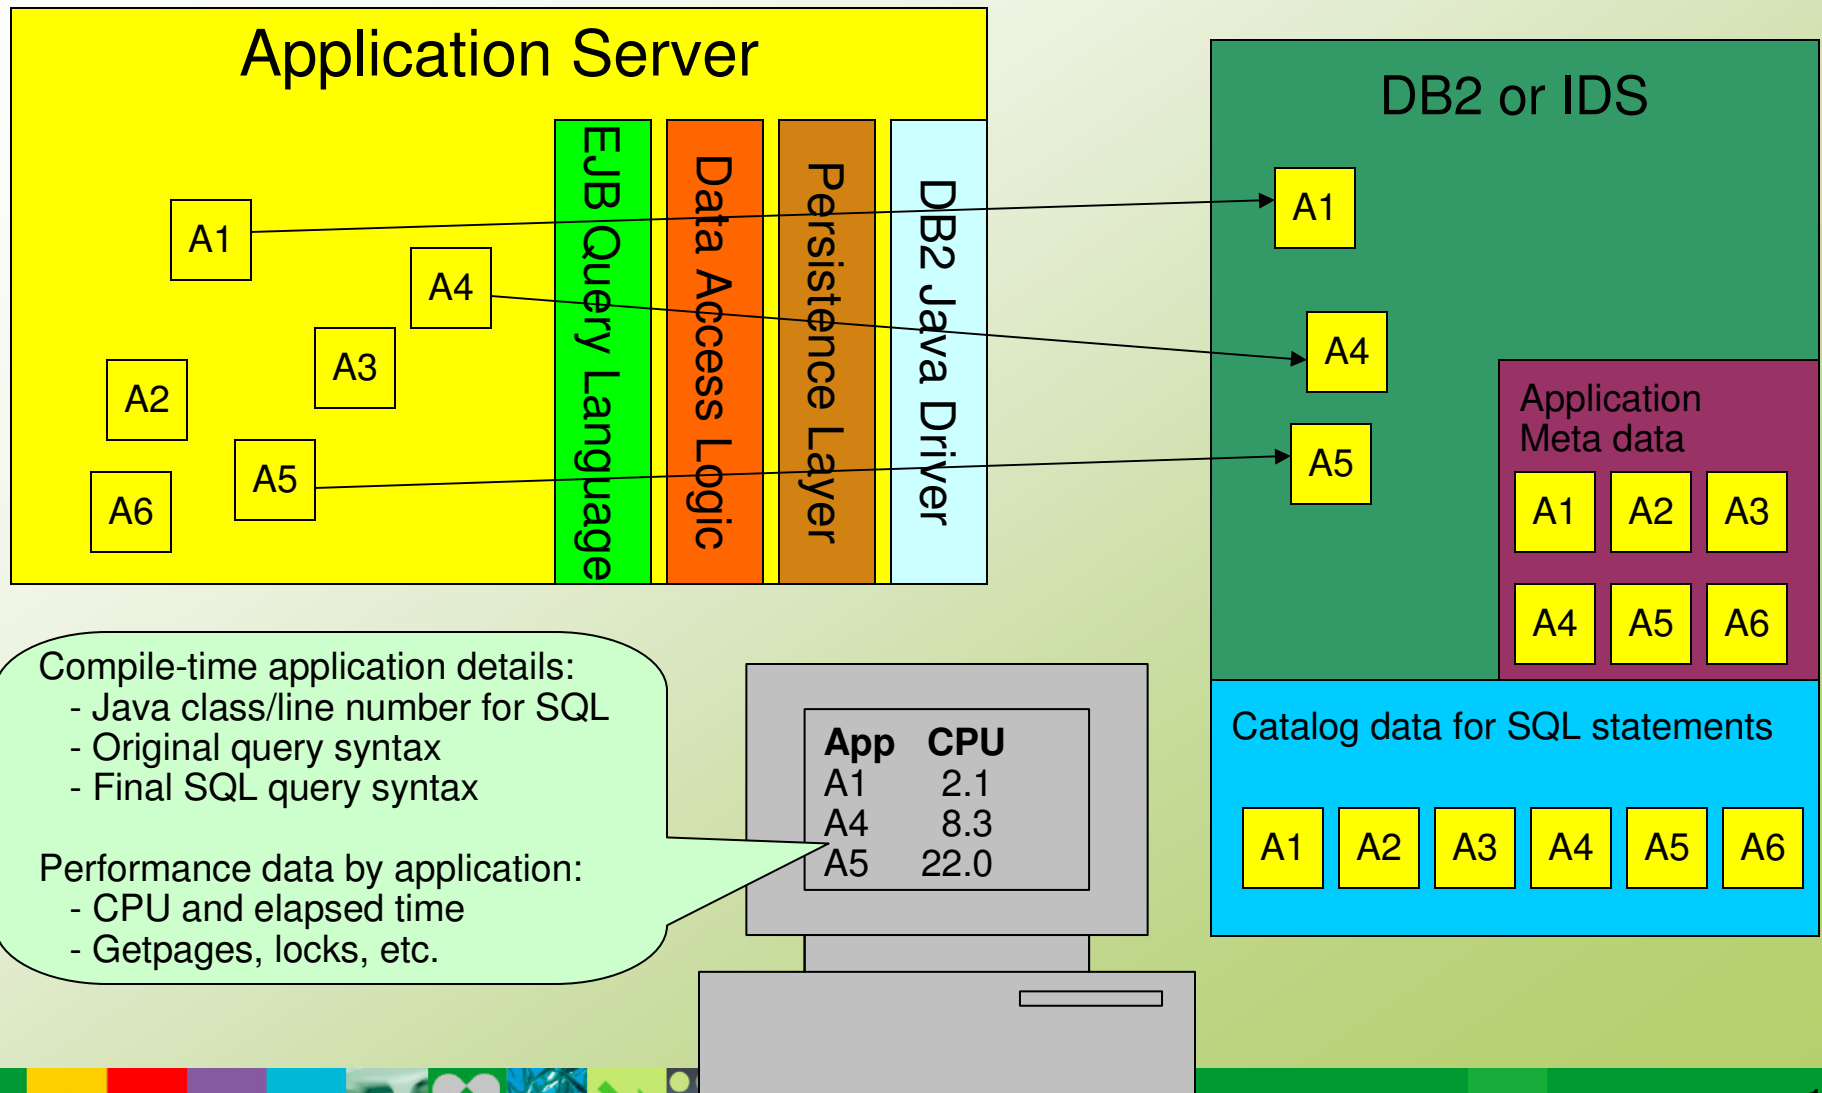 Application Server
A1
A4
A3
A2
A5
A6
EJB Query Language
Data Access Logic
Persistence Layer
DB2 Java Driver
DB2 or IDS
A1
A4
A5
Application
Meta data
A1 A2 A3
A4 A5 A6
Catalog data for SQL statements
A1 A2 A3 A4 A5 A6
Compile-time application details:
- Java class/line number for SQL
- Original query syntax
- Final SQL query syntax
Performance data by application:
- CPU and elapsed time
- Getpages, locks, etc.
App CPU
A1 2.1
A4 8.3
A5 22.0